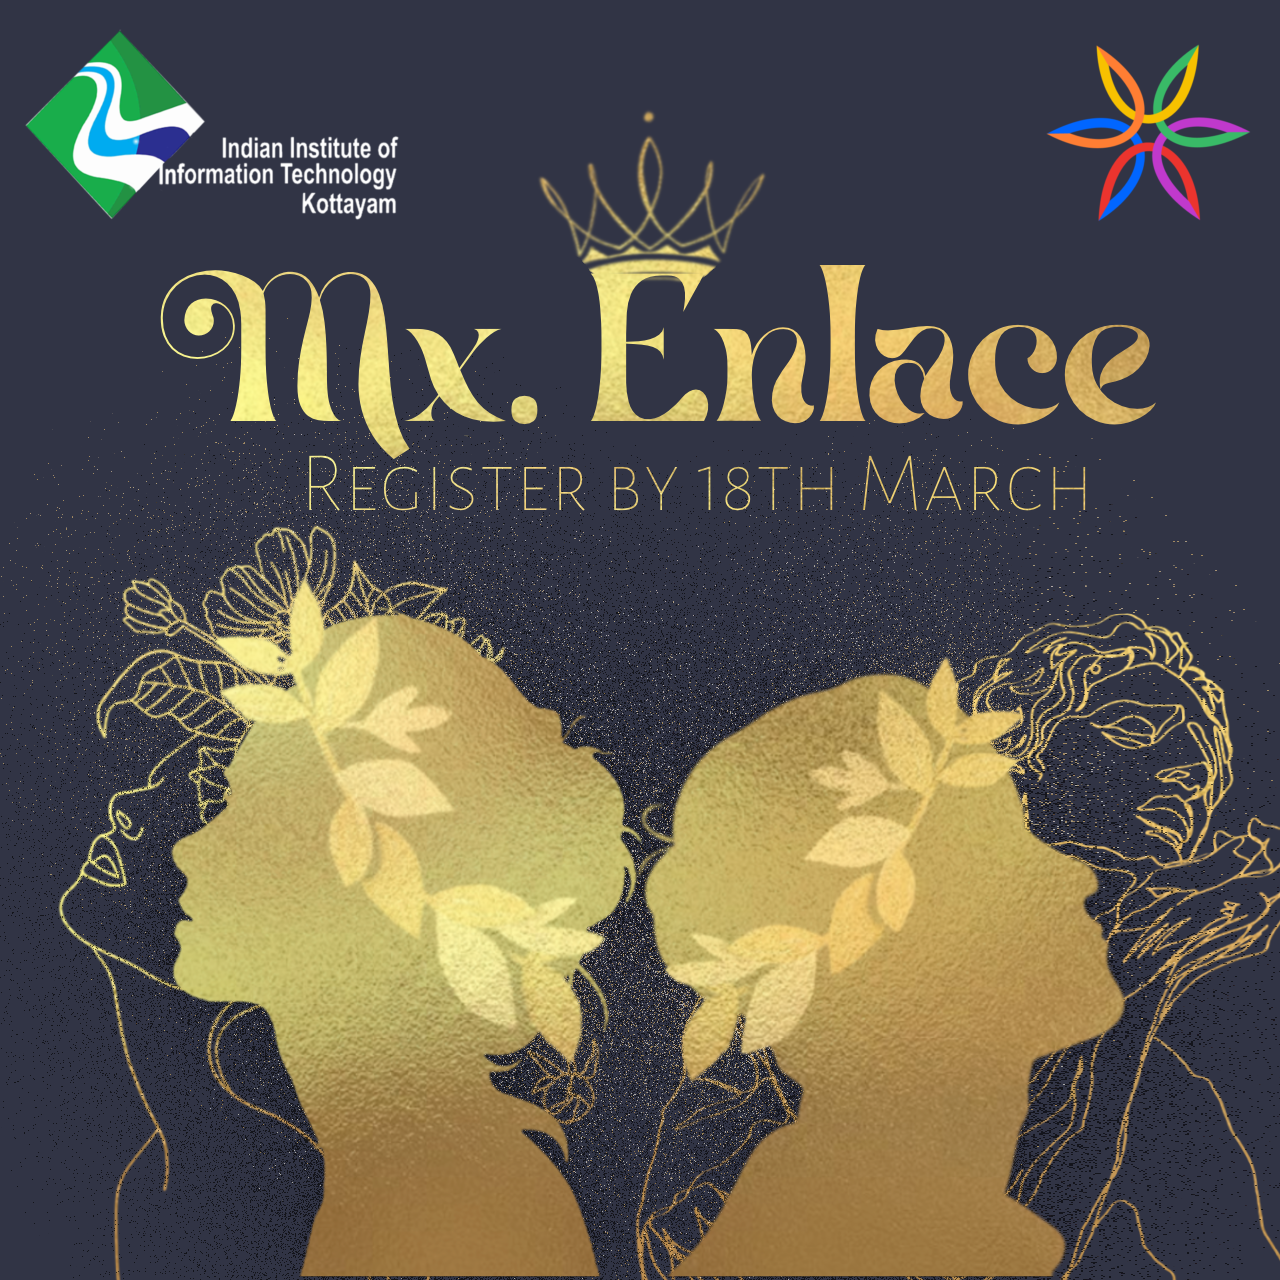 Indian Institute of
Information Technology
Kottayam
Mx. Enlace
Register by 18th March